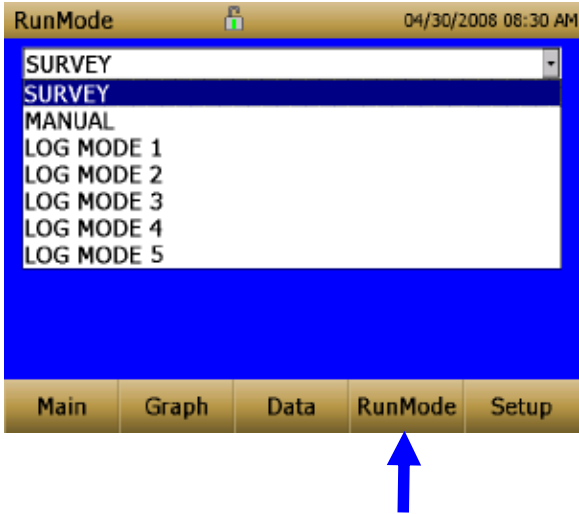 RunMode 04/30/2008 08:30 AM
SURVEY
SURVEY
MANUAL
LOG MODE 1
LOG MODE 2
LOG MODE 3
LOG MODE 4
LOG MODE 5
Main Graph Data RunMode Setup